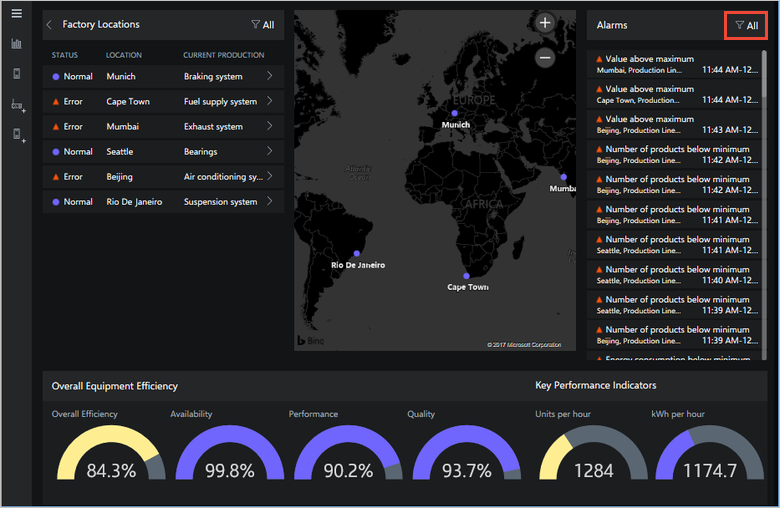 Factory Locations
All
STATUS LOCATION CURRENT PRODUCTION
Normal Munich Braking system
Error Cape Town Fuel supply system
Error Mumbai Exhaust system
Normal Seattle Bearings
Error Beijing Air conditioning sy...
Normal Rio De Janeiro Suspension system
EUROPE
Munich
Atlantic
Ocean
Mumba
AFRICA
Rio De Janeiro
Cape Town
Bing
© 2017 Microsoft Corporation
Alarms
All
Value above maximum
Mumbai, Production Lin... 11:44 AM-12...
Value above maximum
Cape Town, Production... 11:44 AM-12...
Value above maximum
Beijing, Production Line... 11:43 AM-12...
Number of products below minimum
Beijing, Production Line... 11:42 AM-12...
Number of products below minimum
Beijing, Production Line... 11:42 AM-12...
Number of products below minimum
Beijing, Production Line... 11:41 AM-12...
Number of products below minimum
Seattle, Production Line... 11:41 AM-12...
Number of products below minimum
Seattle, Production Line... 11:40 AM-12...
Number of products below minimum
Seattle, Production Line... 11:39 AM-12...
Number of products below minimum
Beijing, Production Line... 11:39 AM-12...
Energy consumption below minimum
Overall Equipment Efficiency
Overall Efficiency Availability Performance Quality
84.3% 99.8% 90.2% 93.7%
Key Performance Indicators
Units per hour kWh per hour
1284 1174.7